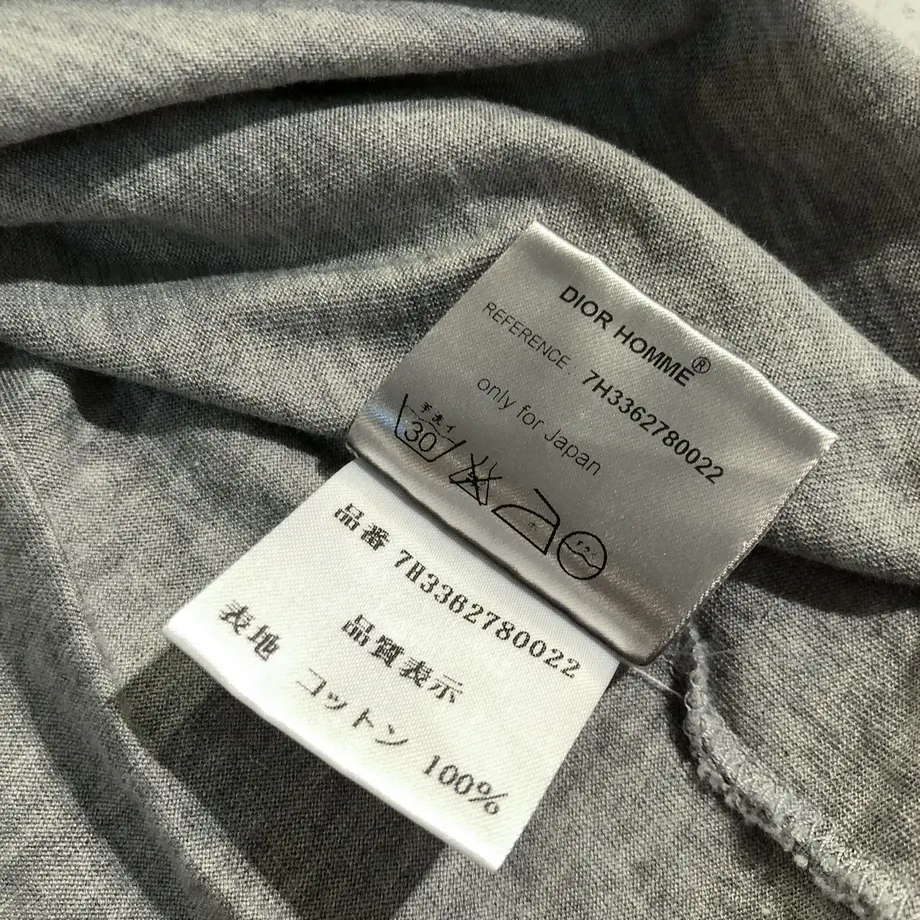 DIOR HOMME®
REFERENCE : 7H3362780022
only for Japan
手洗イ
30
品番 7H3362780022
品質表示
表地 コットン 100%